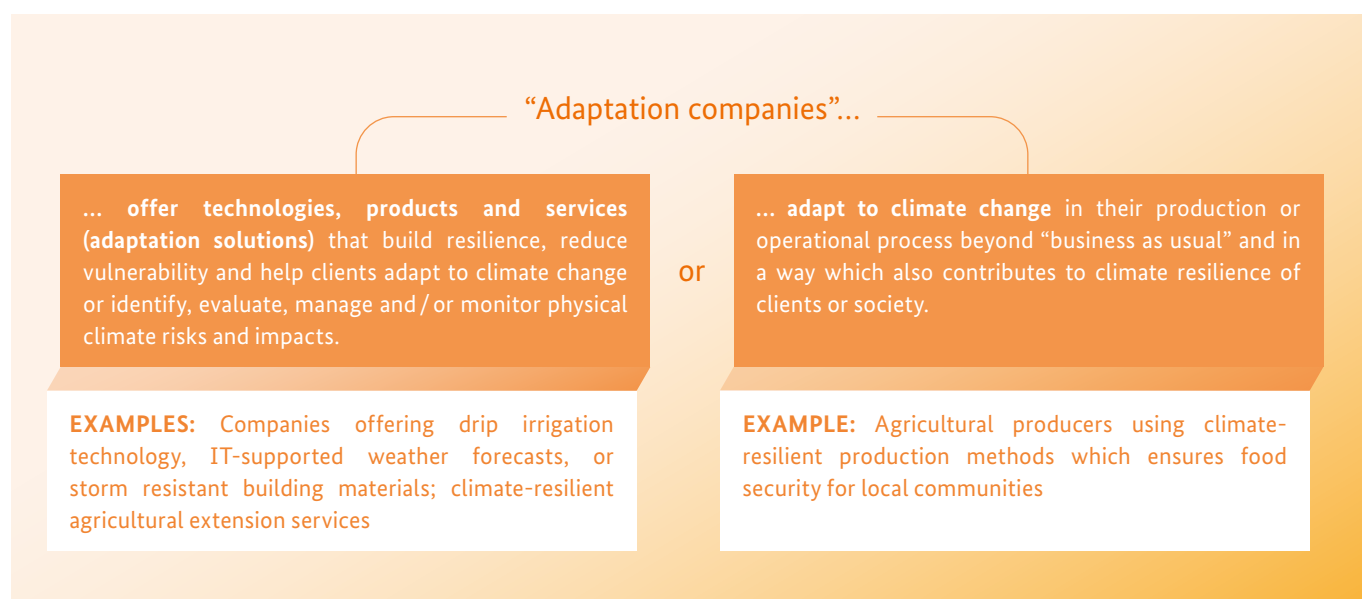 “Adaptation companies”...
... offer technologies, products and services
(adaptation solutions) that build resilience, reduce
vulnerability and help clients adapt to climate change
or identify, evaluate, manage and / or monitor physical
climate risks and impacts.
or
... adapt to climate change in their production or
operational process beyond “business as usual” and in
a way which also contributes to climate resilience of
clients or society.
EXAMPLES: Companies offering drip irrigation
technology, IT-supported weather forecasts, or
storm resistant building materials; climate-resilient
agricultural extension services
EXAMPLE: Agricultural producers using climate-
resilient production methods which ensures food
security for local communities